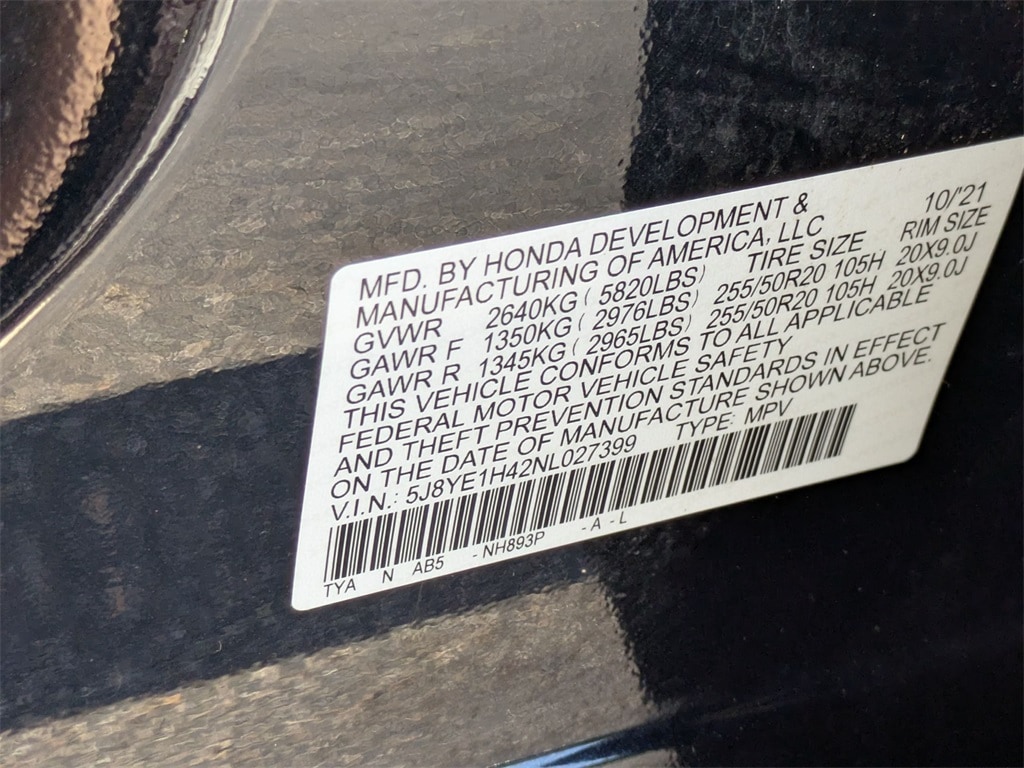 MFD. BY HONDA DEVELOPMENT & 10/'21
MANUFACTURING OF AMERICA, LLC
GVWR 2640KG ( 5820LBS) TIRE SIZE RIM SIZE
GAWR F 1350KG ( 2976LBS) 255/50R20 105H 20X9.0J
GAWR R 1345KG ( 2965LBS) 255/50R20 105H 20X9.0J
THIS VEHICLE CONFORMS TO ALL APPLICABLE
FEDERAL MOTOR VEHICLE SAFETY
AND THEFT PREVENTION STANDARDS IN EFFECT
ON THE DATE OF MANUFACTURE SHOWN ABOVE.
V.I.N.: 5J8YE1H42NL027399 TYPE: MPV
TYA N AB5 - NH893P - A - L